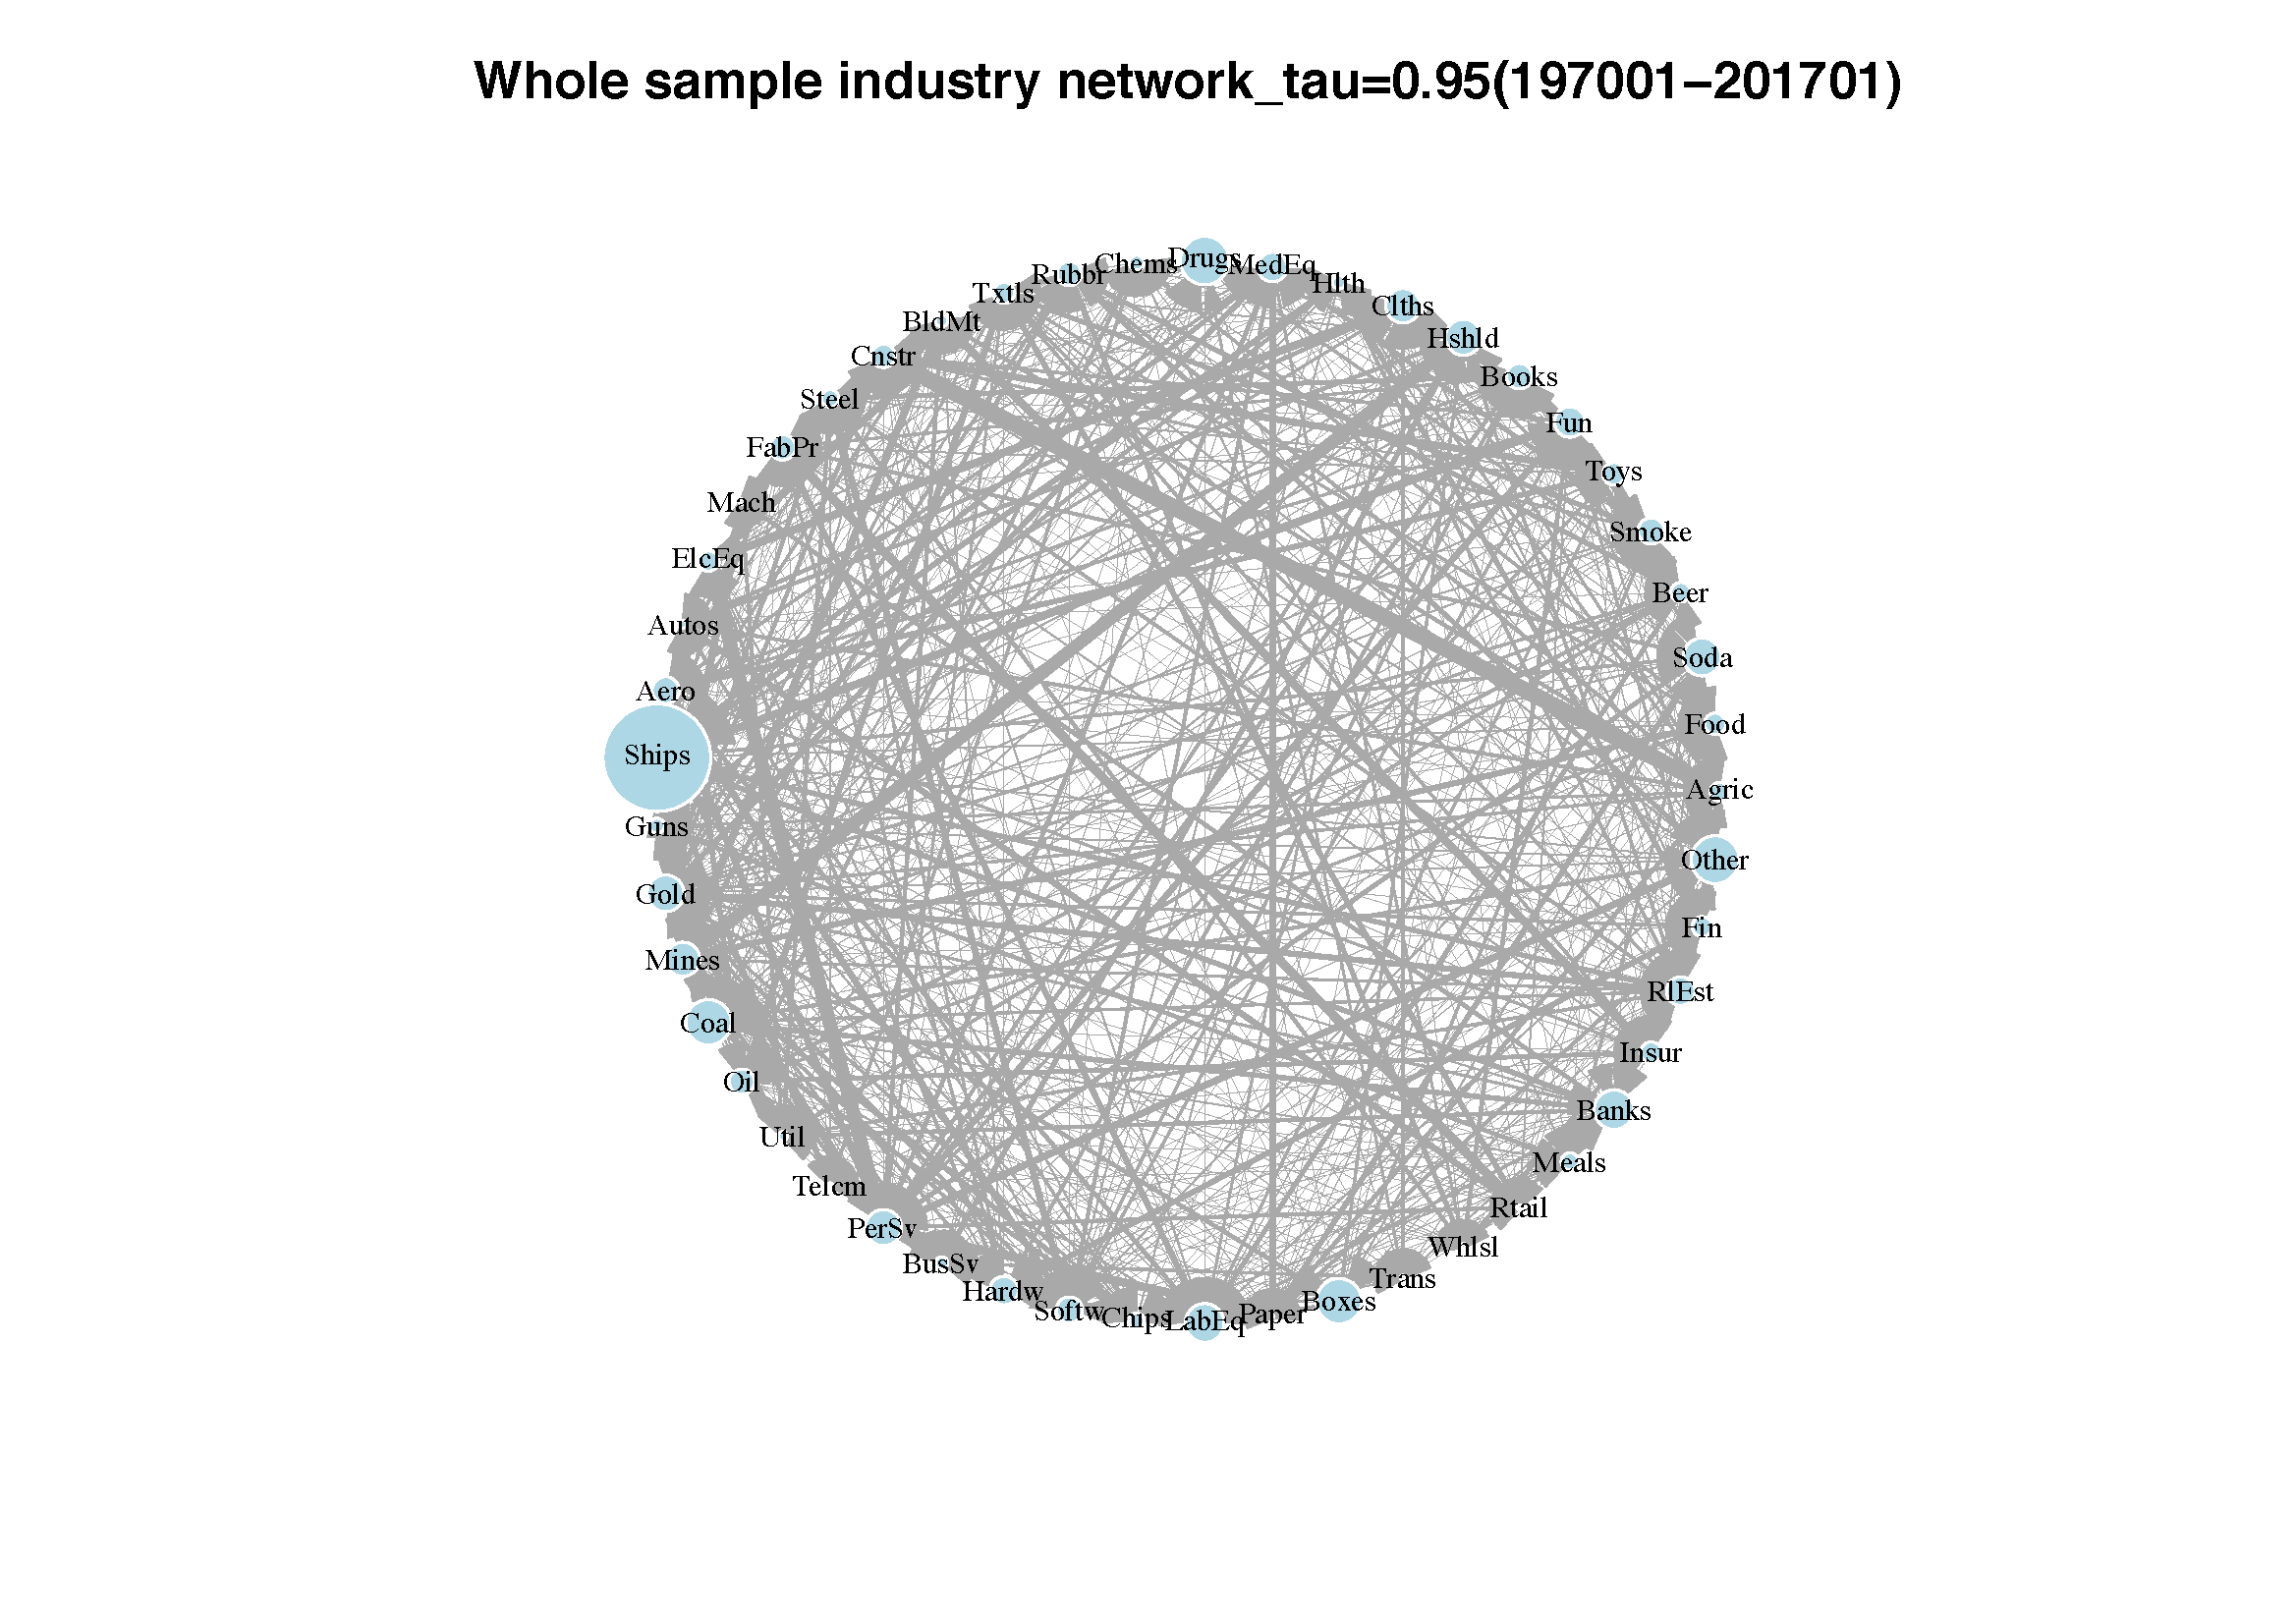 Whole sample industry network_tau=0.95(197001−201701)
Drugs
MedEq
Chems
Hlth
Rubbr
Txtls
Clths
BldMt
Hshld
Cnstr
Books
Steel
Fun
FabPr
Toys
Mach
Smoke
ElcEq
Beer
Autos
Soda
Aero
Food
Ships
Agric
Guns
Other
Gold
Fin
Mines
RlEst
Coal
Insur
Oil
Banks
Util
Meals
Telcm
Rtail
PerSv
Whlsl
BusSv
Trans
Hardw
Boxes
Softw
Chips
LabEq
Paper